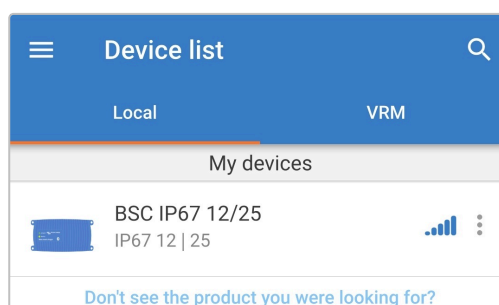 Device list
Local VRM
My devices
BSC IP67 12/25
IP67 12 | 25
Don't see the product you were looking for?